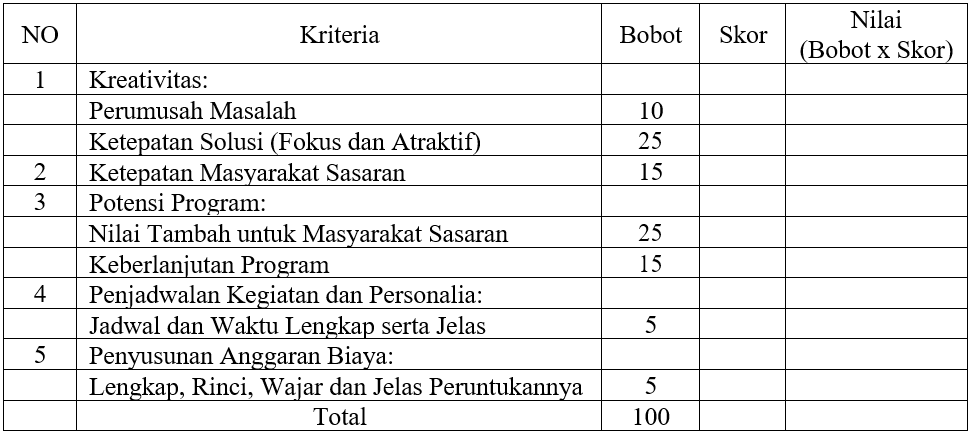 NO Kriteria Bobot Skor Nilai (Bobot x Skor)
1 Kreativitas:
Perumusah Masalah 10
Ketepatan Solusi (Fokus dan Atraktif) 25
2 Ketepatan Masyarakat Sasaran 15
3 Potensi Program:
Nilai Tambah untuk Masyarakat Sasaran 25
Keberlanjutan Program 15
4 Penjadwalan Kegiatan dan Personalia:
Jadwal dan Waktu Lengkap serta Jelas 5
5 Penyusunan Anggaran Biaya:
Lengkap, Rinci, Wajar dan Jelas Peruntukannya 5
Total 100